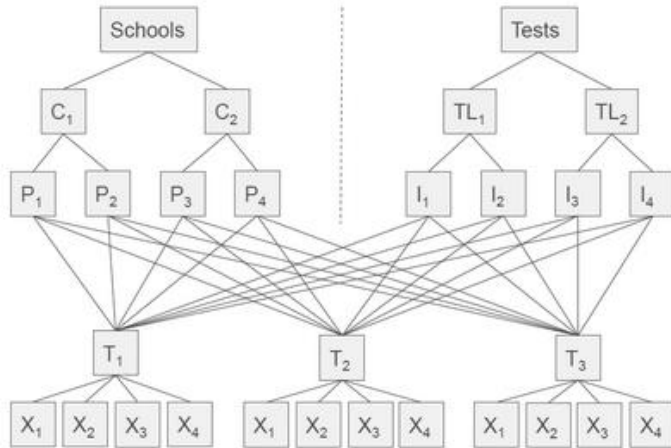 Schools Tests
C₁ C₂ TL₁ TL₂
P₁ P₂ P₃ P₄ I₁ I₂ I₃ I₄
T₁ T₂ T₃
X₁ X₂ X₃ X₄ X₁ X₂ X₃ X₄ X₁ X₂ X₃ X₄